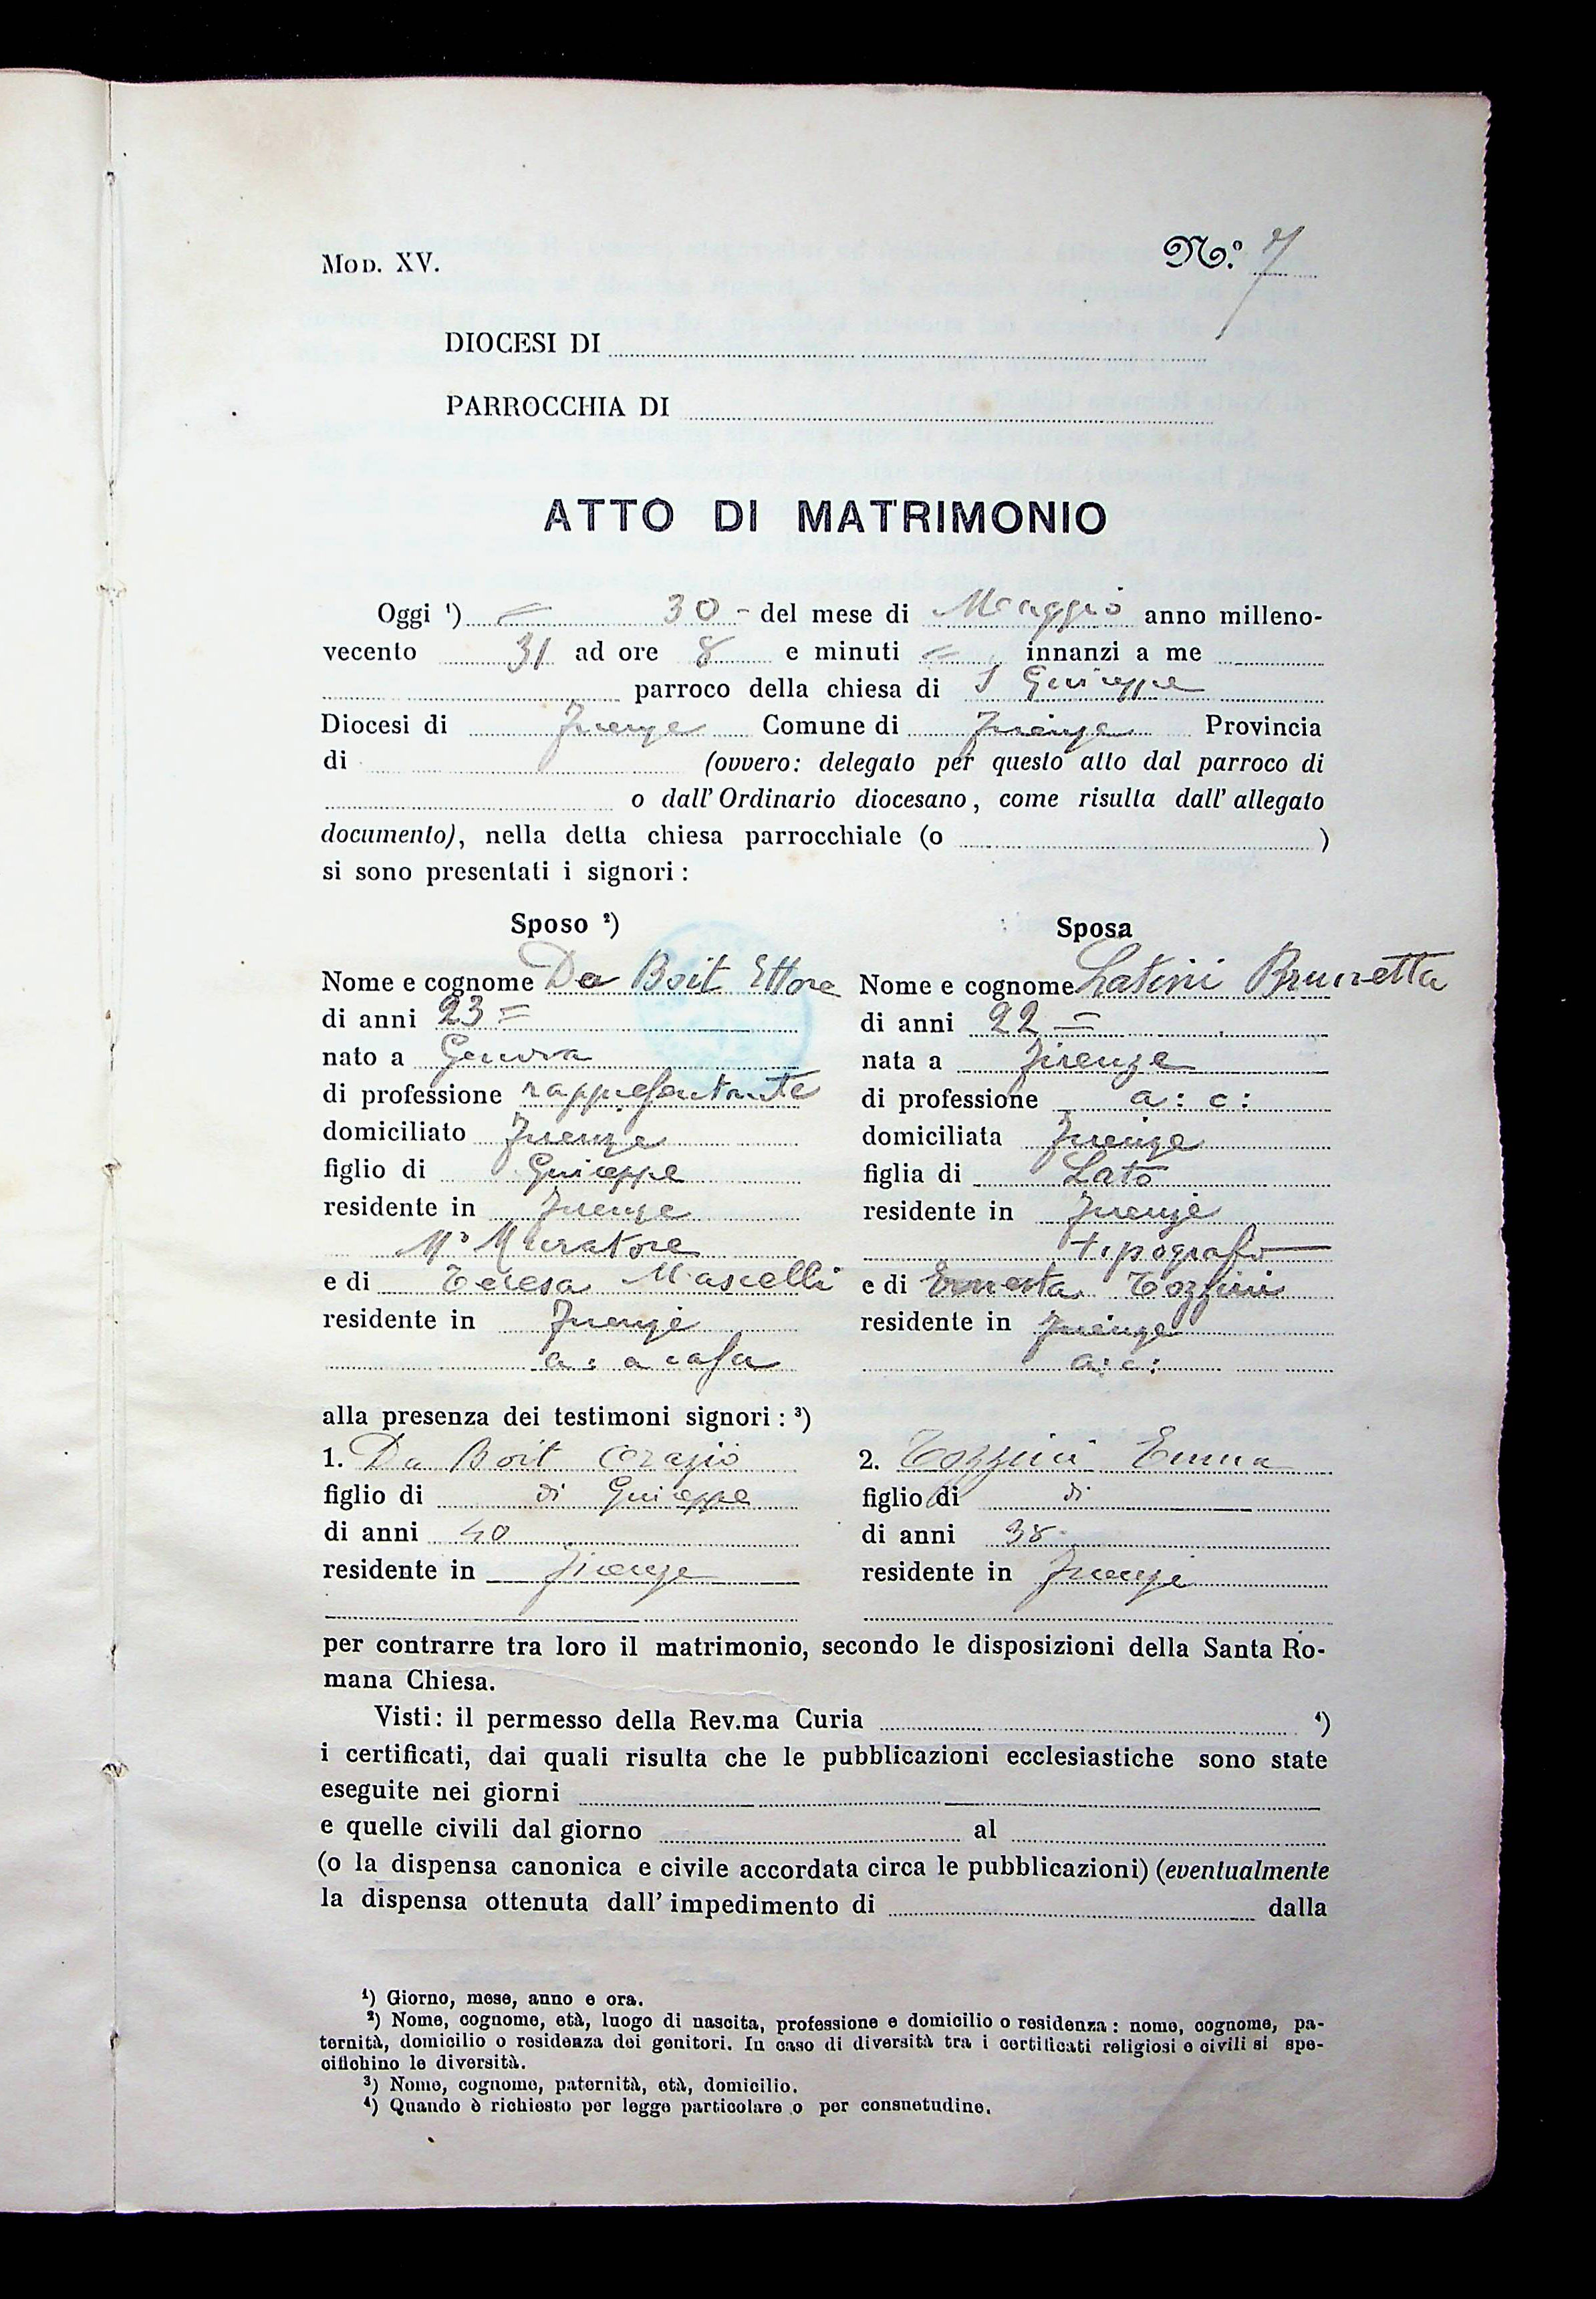 Mod. XV.
N.º 7
DIOCESI DI
PARROCCHIA DI
ATTO DI MATRIMONIO
Oggi ¹) 30 - del mese di Maggio anno milleno-
vecento 31 ad ore 8 e minuti innanzi a me
parroco della chiesa di S Giuseppe
Diocesi di Firenze Comune di Firenze Provincia
di (ovvero: delegato per questo atto dal parroco di
o dall'Ordinario diocesano, come risulta dall'allegato
documento), nella detta chiesa parrocchiale (o )
si sono presentati i signori:
Sposo ²)
Nome e cognome Da Boit Ettore
di anni 23 =
nato a Genova
di professione rappresentante
domiciliato Firenze
figlio di Giuseppe
residente in Firenze
Mº Muratore
e di Teresa Mascelli
residente in Firenze
a: a casa
Sposa
Nome e cognome Latini Brunetta
di anni 22 =
nata a Firenze
di professione a: c:
domiciliata Firenze
figlia di Lato
residente in Firenze
tipografo
e di Ernesta Tozzini
residente in Firenze
a: c:
alla presenza dei testimoni signori: ³)
1. Da Boit Orazio
figlio di di Giuseppe
di anni 40
residente in Firenze
2. Tozzini Emma
figlio di di
di anni 38
residente in Firenze
per contrarre tra loro il matrimonio, secondo le disposizioni della Santa Ro-
mana Chiesa.
Visti: il permesso della Rev.ma Curia ⁴)
i certificati, dai quali risulta che le pubblicazioni ecclesiastiche sono state
eseguite nei giorni
e quelle civili dal giorno al
(o la dispensa canonica e civile accordata circa le pubblicazioni) (eventualmente
la dispensa ottenuta dall'impedimento di dalla
¹) Giorno, mese, anno e ora.
²) Nome, cognome, età, luogo di nascita, professione e domicilio o residenza: nome, cognome, pa-
ternità, domicilio o residenza dei genitori. In caso di diversità tra i certificati religiosi e civili si spe-
cifichino le diversità.
³) Nome, cognome, paternità, età, domicilio.
⁴) Quando è richiesto per legge particolare o per consuetudine.